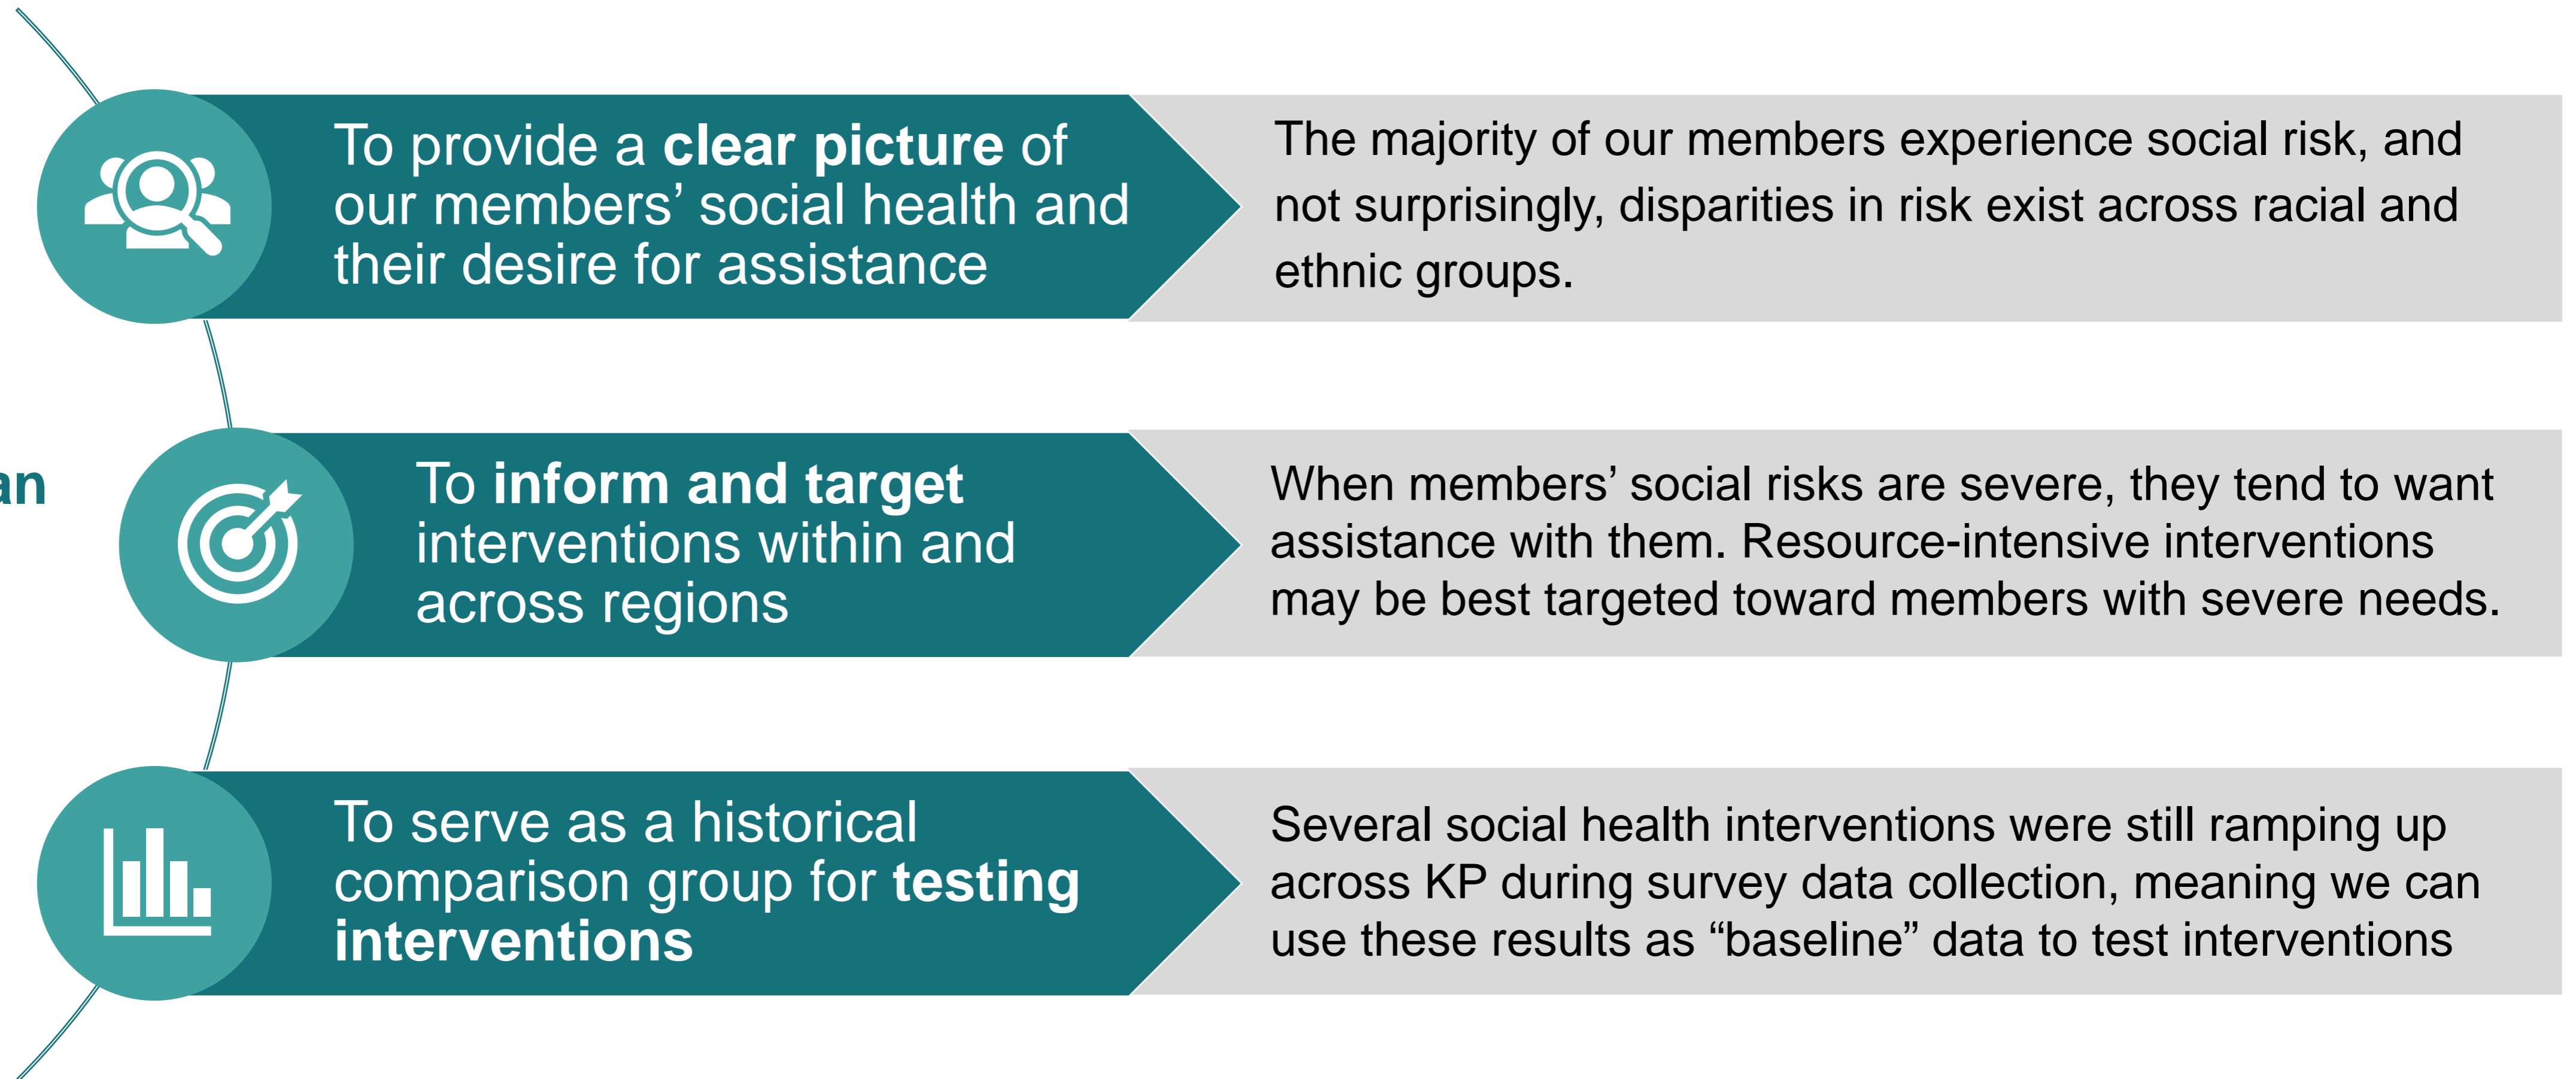 To provide a clear picture of
our members’ social health and
their desire for assistance
The majority of our members experience social risk, and
not surprisingly, disparities in risk exist across racial and
ethnic groups.
To inform and target
interventions within and
across regions
When members’ social risks are severe, they tend to want
assistance with them. Resource-intensive interventions
may be best targeted toward members with severe needs.
To serve as a historical
comparison group for testing
interventions
Several social health interventions were still ramping up
across KP during survey data collection, meaning we can
use these results as “baseline” data to test interventions